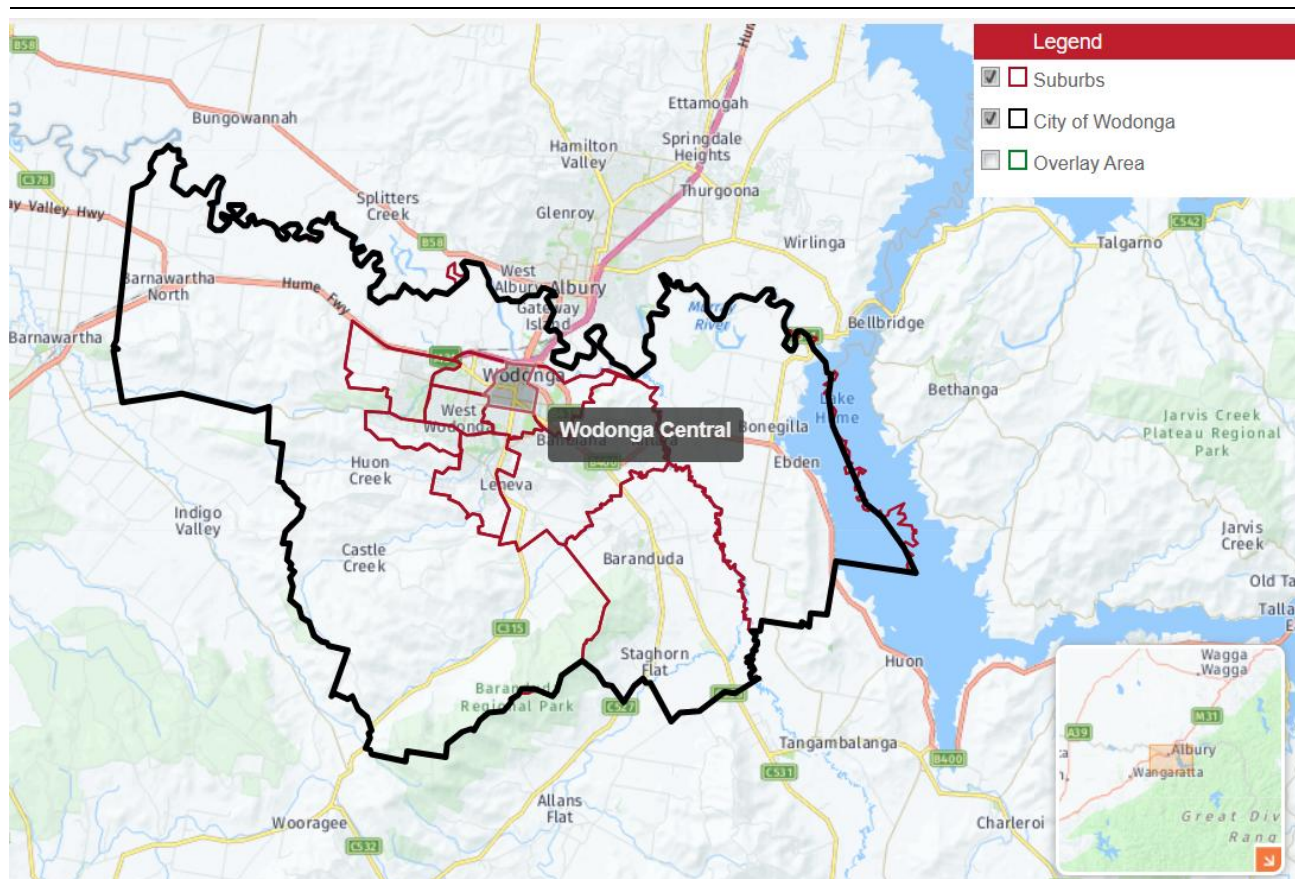 Legend
Suburbs
City of Wodonga
Overlay Area
B58
Bungowannah
Ettamogah
Hamilton
Valley
Springdale
Heights
Thurgoona
C378
Splitters
Creek
Glenroy
B58
Wirlinga
C542
Talgarno
ay Valley Hwy
Barnawartha
North
Hume Fwy
West
Albury
Albury
Gateway
Island
Murray
River
Bellbridge
Barnawartha
Wodonga
Lake
Hume
Bethanga
West
Wodonga
Wodonga Central
Bonegilla
Jarvis Creek
Plateau Regional
Park
Huon
Creek
B400
Ebden
Leneva
Indigo
Valley
Castle
Creek
Baranduda
Jarvis
Creek
Old Ta
Talla
C315
Staghorn
Flat
Huon
Regional Park
C527
Tangambalanga
B400
C531
Allans
Flat
Wooragee
C532
Charleroi
Wagga
Wagga
M31
A39
Albury
Wangaratta
Great Div
Rang